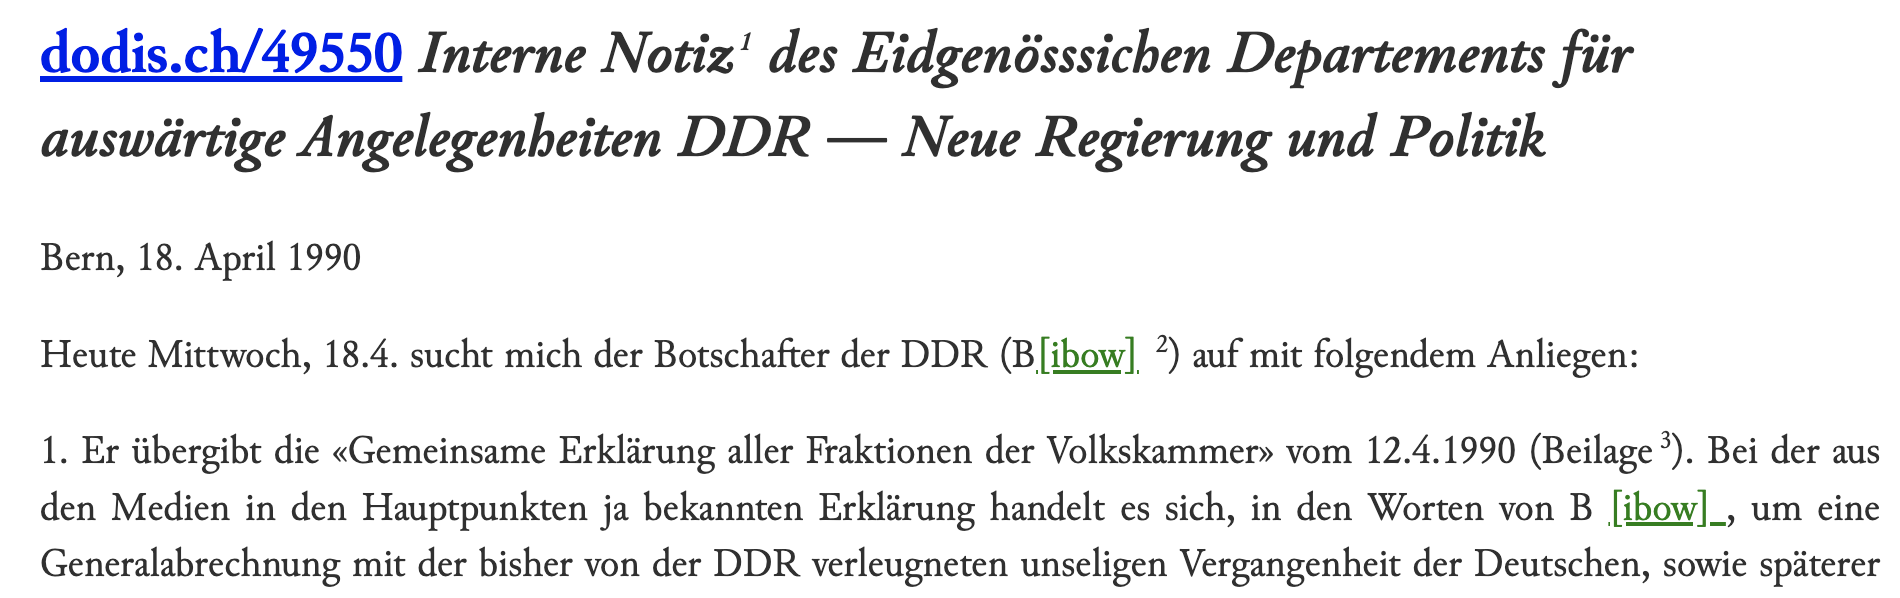 dodis.ch/49550 Interne Notiz¹ des Eidgenösssichen Departements für
auswärtige Angelegenheiten DDR — Neue Regierung und Politik
Bern, 18. April 1990
Heute Mittwoch, 18.4. sucht mich der Botschafter der DDR (B[ibow] ²) auf mit folgendem Anliegen:
1. Er übergibt die «Gemeinsame Erklärung aller Fraktionen der Volkskammer» vom 12.4.1990 (Beilage ³). Bei der aus
den Medien in den Hauptpunkten ja bekannten Erklärung handelt es sich, in den Worten von B [ibow] , um eine
Generalabrechnung mit der bisher von der DDR verleugneten unseligen Vergangenheit der Deutschen, sowie späterer